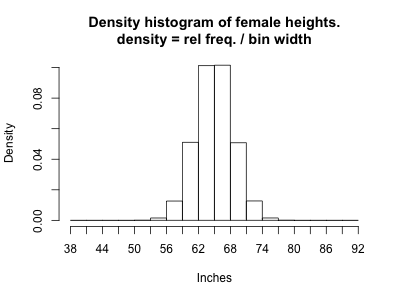 Density histogram of female heights.
density = rel freq. / bin width
Density
0.00 0.04 0.08
38 44 50 56 62 68 74 80 86 92
Inches